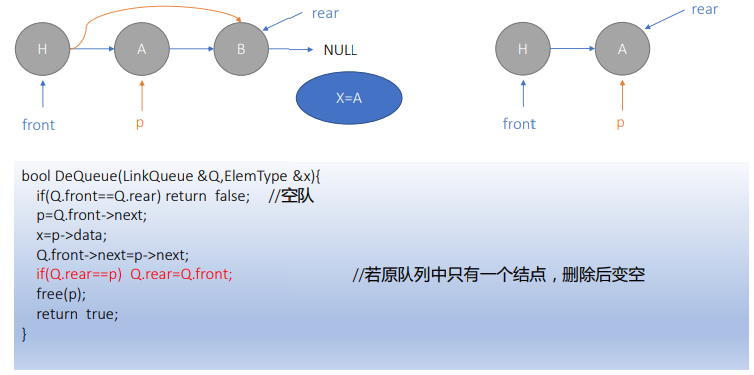 rear
rear
H
A
B
NULL
H
A
X=A
front
p
front
p
bool DeQueue(LinkQueue &Q,ElemType &x){
if(Q.front==Q.rear) return false; //空队
p=Q.front->next;
x=p->data;
Q.front->next=p->next;
if(Q.rear==p) Q.rear=Q.front; //若原队列中只有一个结点，删除后变空
free(p);
return true;
}